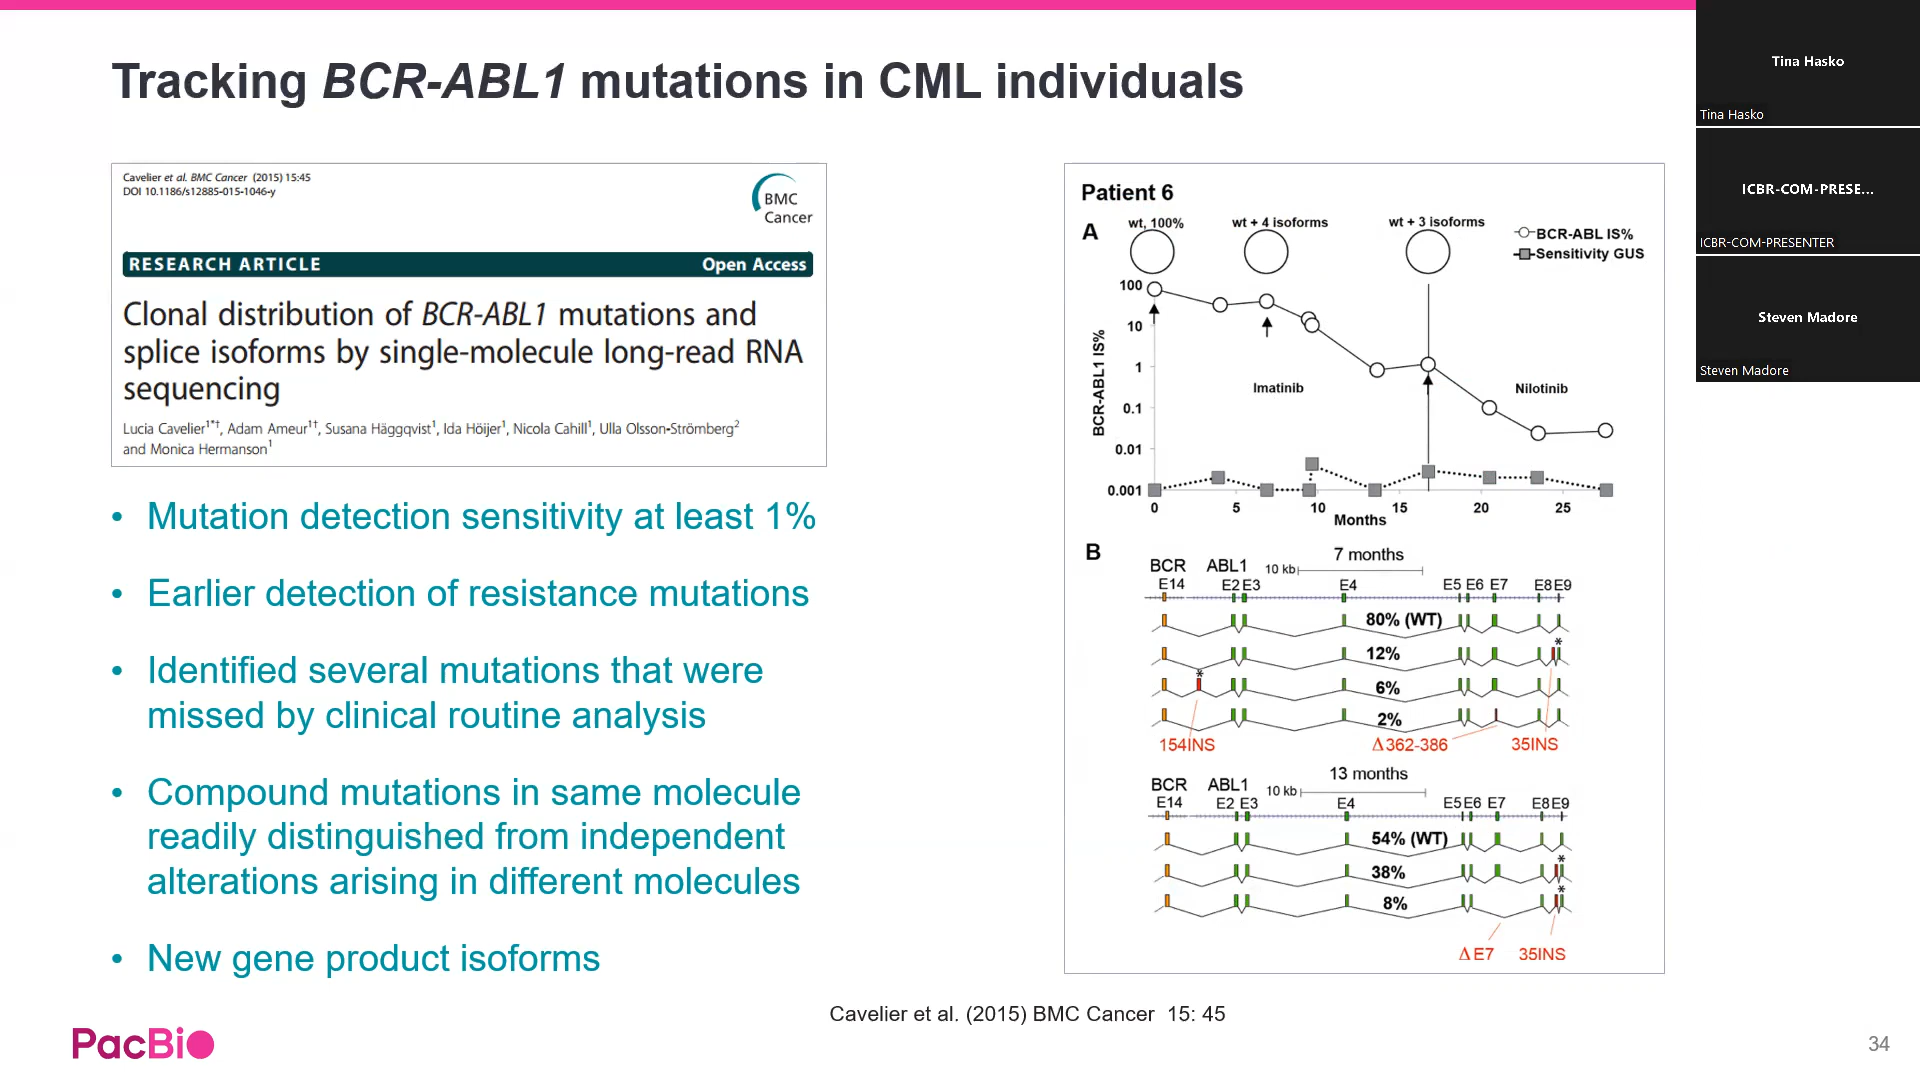 Tracking BCR-ABL1 mutations in CML individuals
Cavelier et al. BMC Cancer (2015) 15:45
DOI 10.1186/s12885-015-1046-y
BMC
Cancer
RESEARCH ARTICLE Open Access
Clonal distribution of BCR-ABL1 mutations and
splice isoforms by single-molecule long-read RNA
sequencing
Lucia Cavelier1*†, Adam Ameur1†, Susana Häggqvist1, Ida Höijer1, Nicola Cahill1, Ulla Olsson-Strömberg2
and Monica Hermanson1
• Mutation detection sensitivity at least 1%
• Earlier detection of resistance mutations
• Identified several mutations that were
missed by clinical routine analysis
• Compound mutations in same molecule
readily distinguished from independent
alterations arising in different molecules
• New gene product isoforms
Patient 6
A
wt, 100% wt + 4 isoforms wt + 3 isoforms
BCR-ABL IS%
Sensitivity GUS
BCR-ABL1 IS%
100
10
1
0.1
0.01
0.001
Imatinib Nilotinib
0 5 10 15 20 25
Months
B
7 months
BCR ABL1 10 kb
E14 E2 E3 E4 E5 E6 E7 E8 E9
80% (WT)
*
12%
*
6%
2%
154INS Δ362-386 35INS
13 months
BCR ABL1 10 kb
E14 E2 E3 E4 E5 E6 E7 E8 E9
54% (WT)
*
38%
*
8%
ΔE7 35INS
Cavelier et al. (2015) BMC Cancer 15: 45
PacBio
34
Tina Hasko
Tina Hasko
ICBR-COM-PRESE...
ICBR-COM-PRESENTER
Steven Madore
Steven Madore